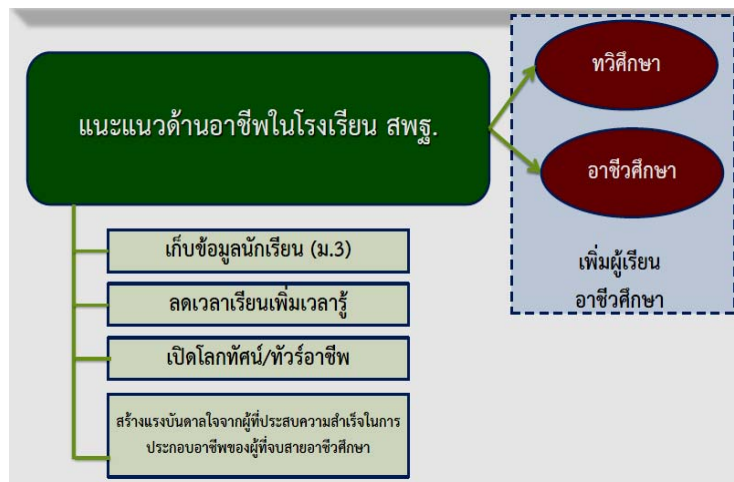 แนะแนวด้านอาชีพในโรงเรียน สพฐ.
ทวิศึกษา
อาชีวศึกษา
เพิ่มผู้เรียน
อาชีวศึกษา
เก็บข้อมูลนักเรียน (ม.3)
ลดเวลาเรียนเพิ่มเวลารู้
เปิดโลกทัศน์/ทัวร์อาชีพ
สร้างแรงบันดาลใจจากผู้ที่ประสบความสำเร็จในการ
ประกอบอาชีพของผู้ที่จบสายอาชีวศึกษา